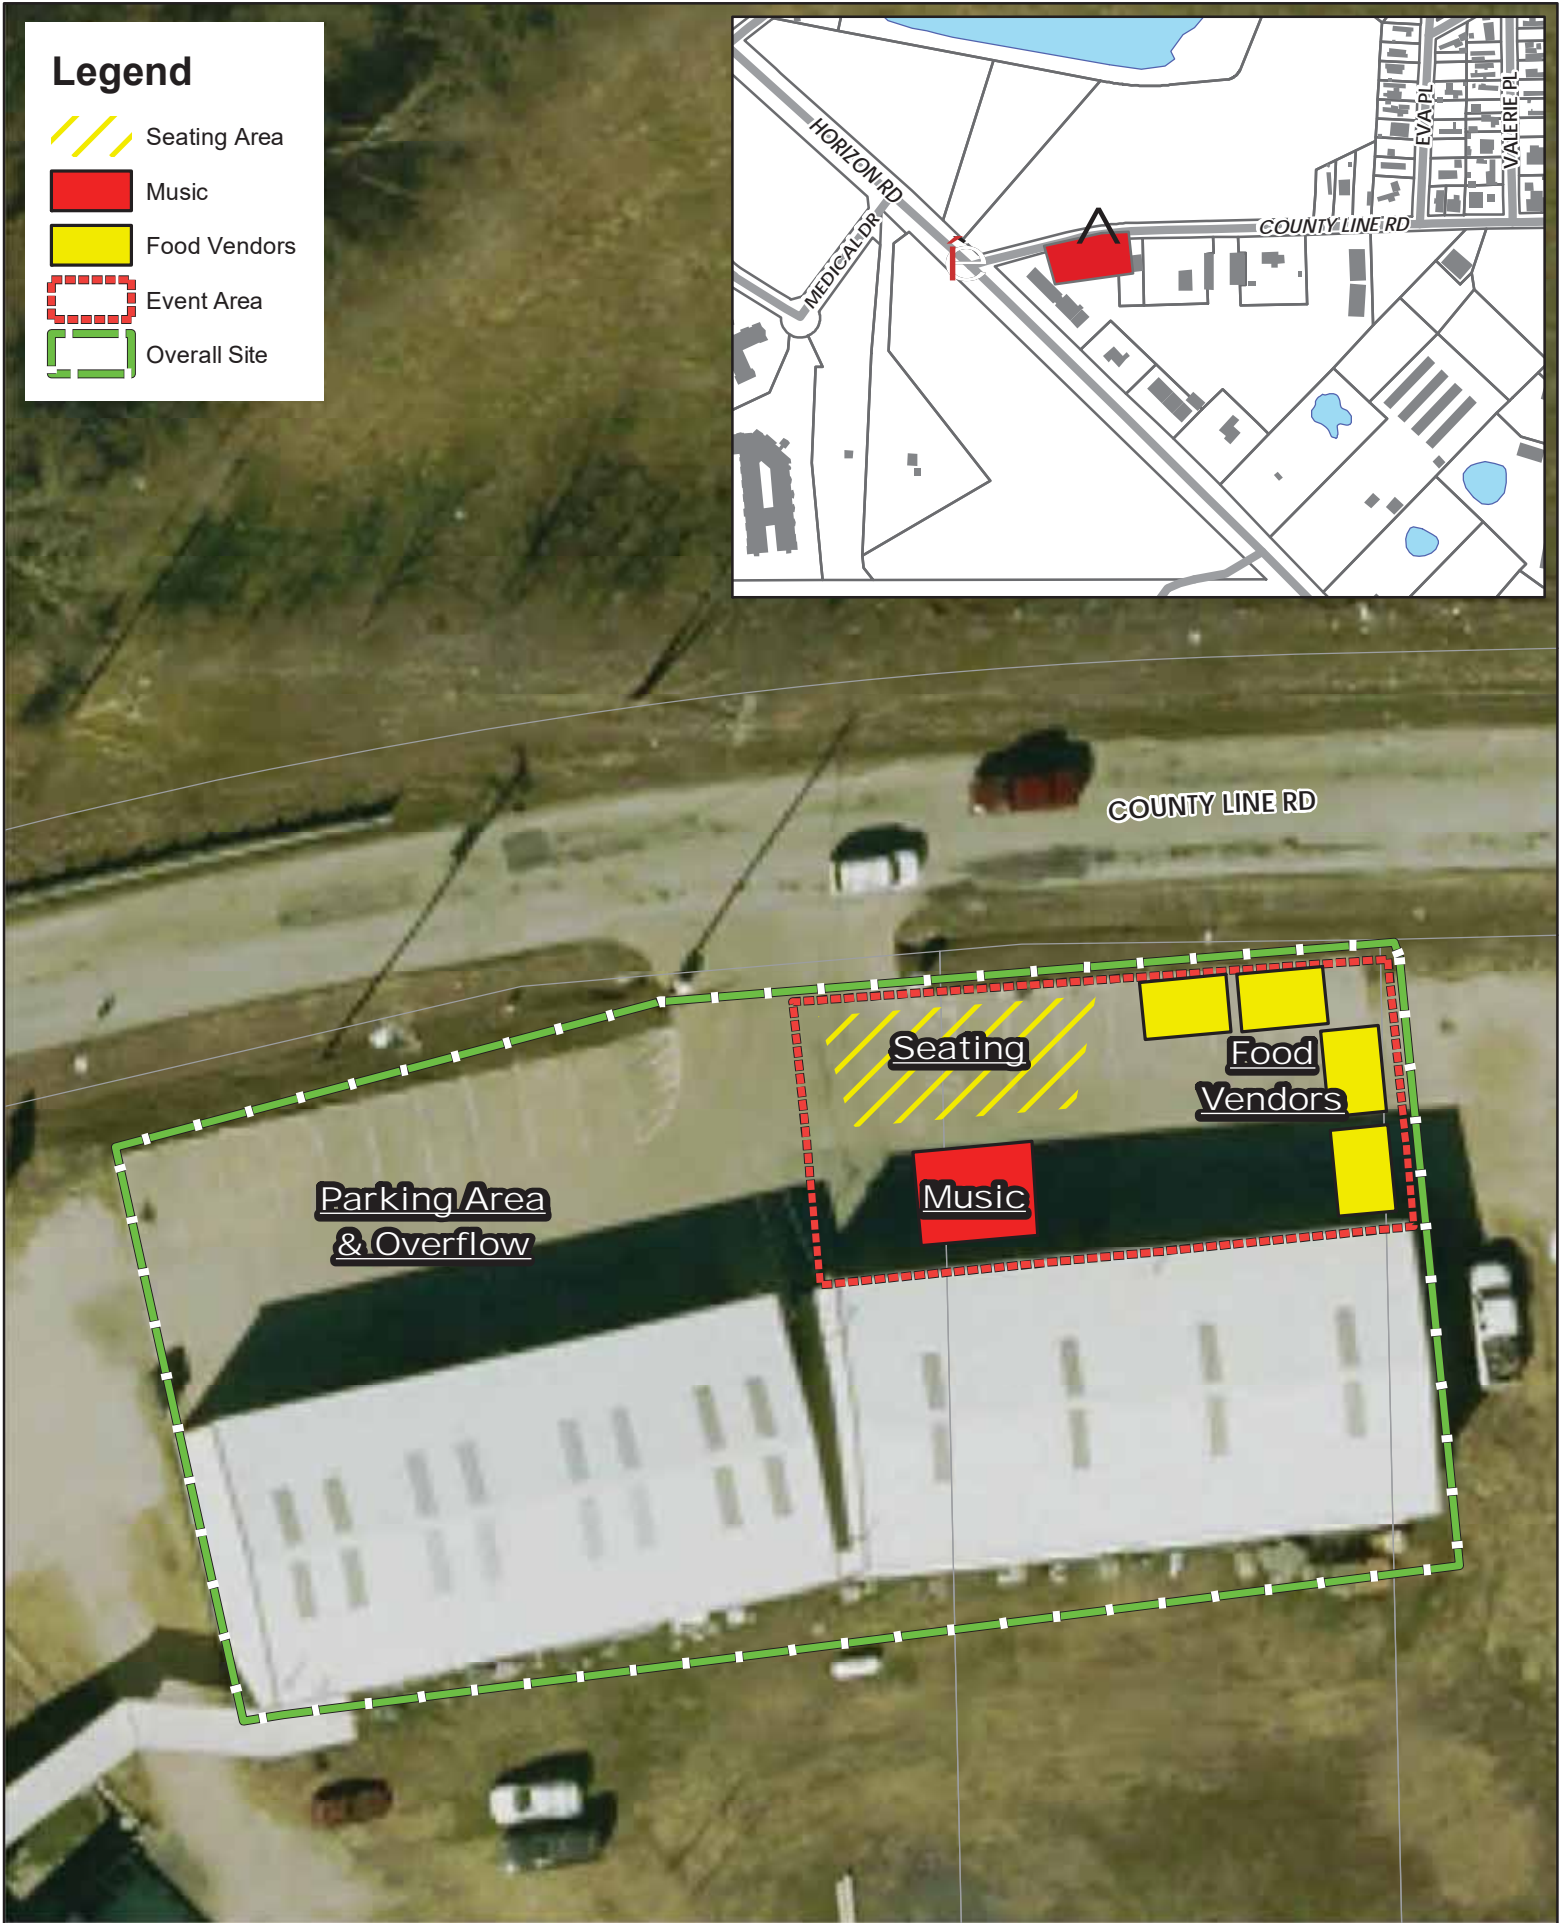 Legend
Seating Area
Music
Food Vendors
Event Area
Overall Site
HORIZON RD
MEDICAL DR
COUNTY LINE RD
EVA PL
VALERIE PL
COUNTY LINE RD
Seating
Food
Vendors
Music
Parking Area
& Overflow